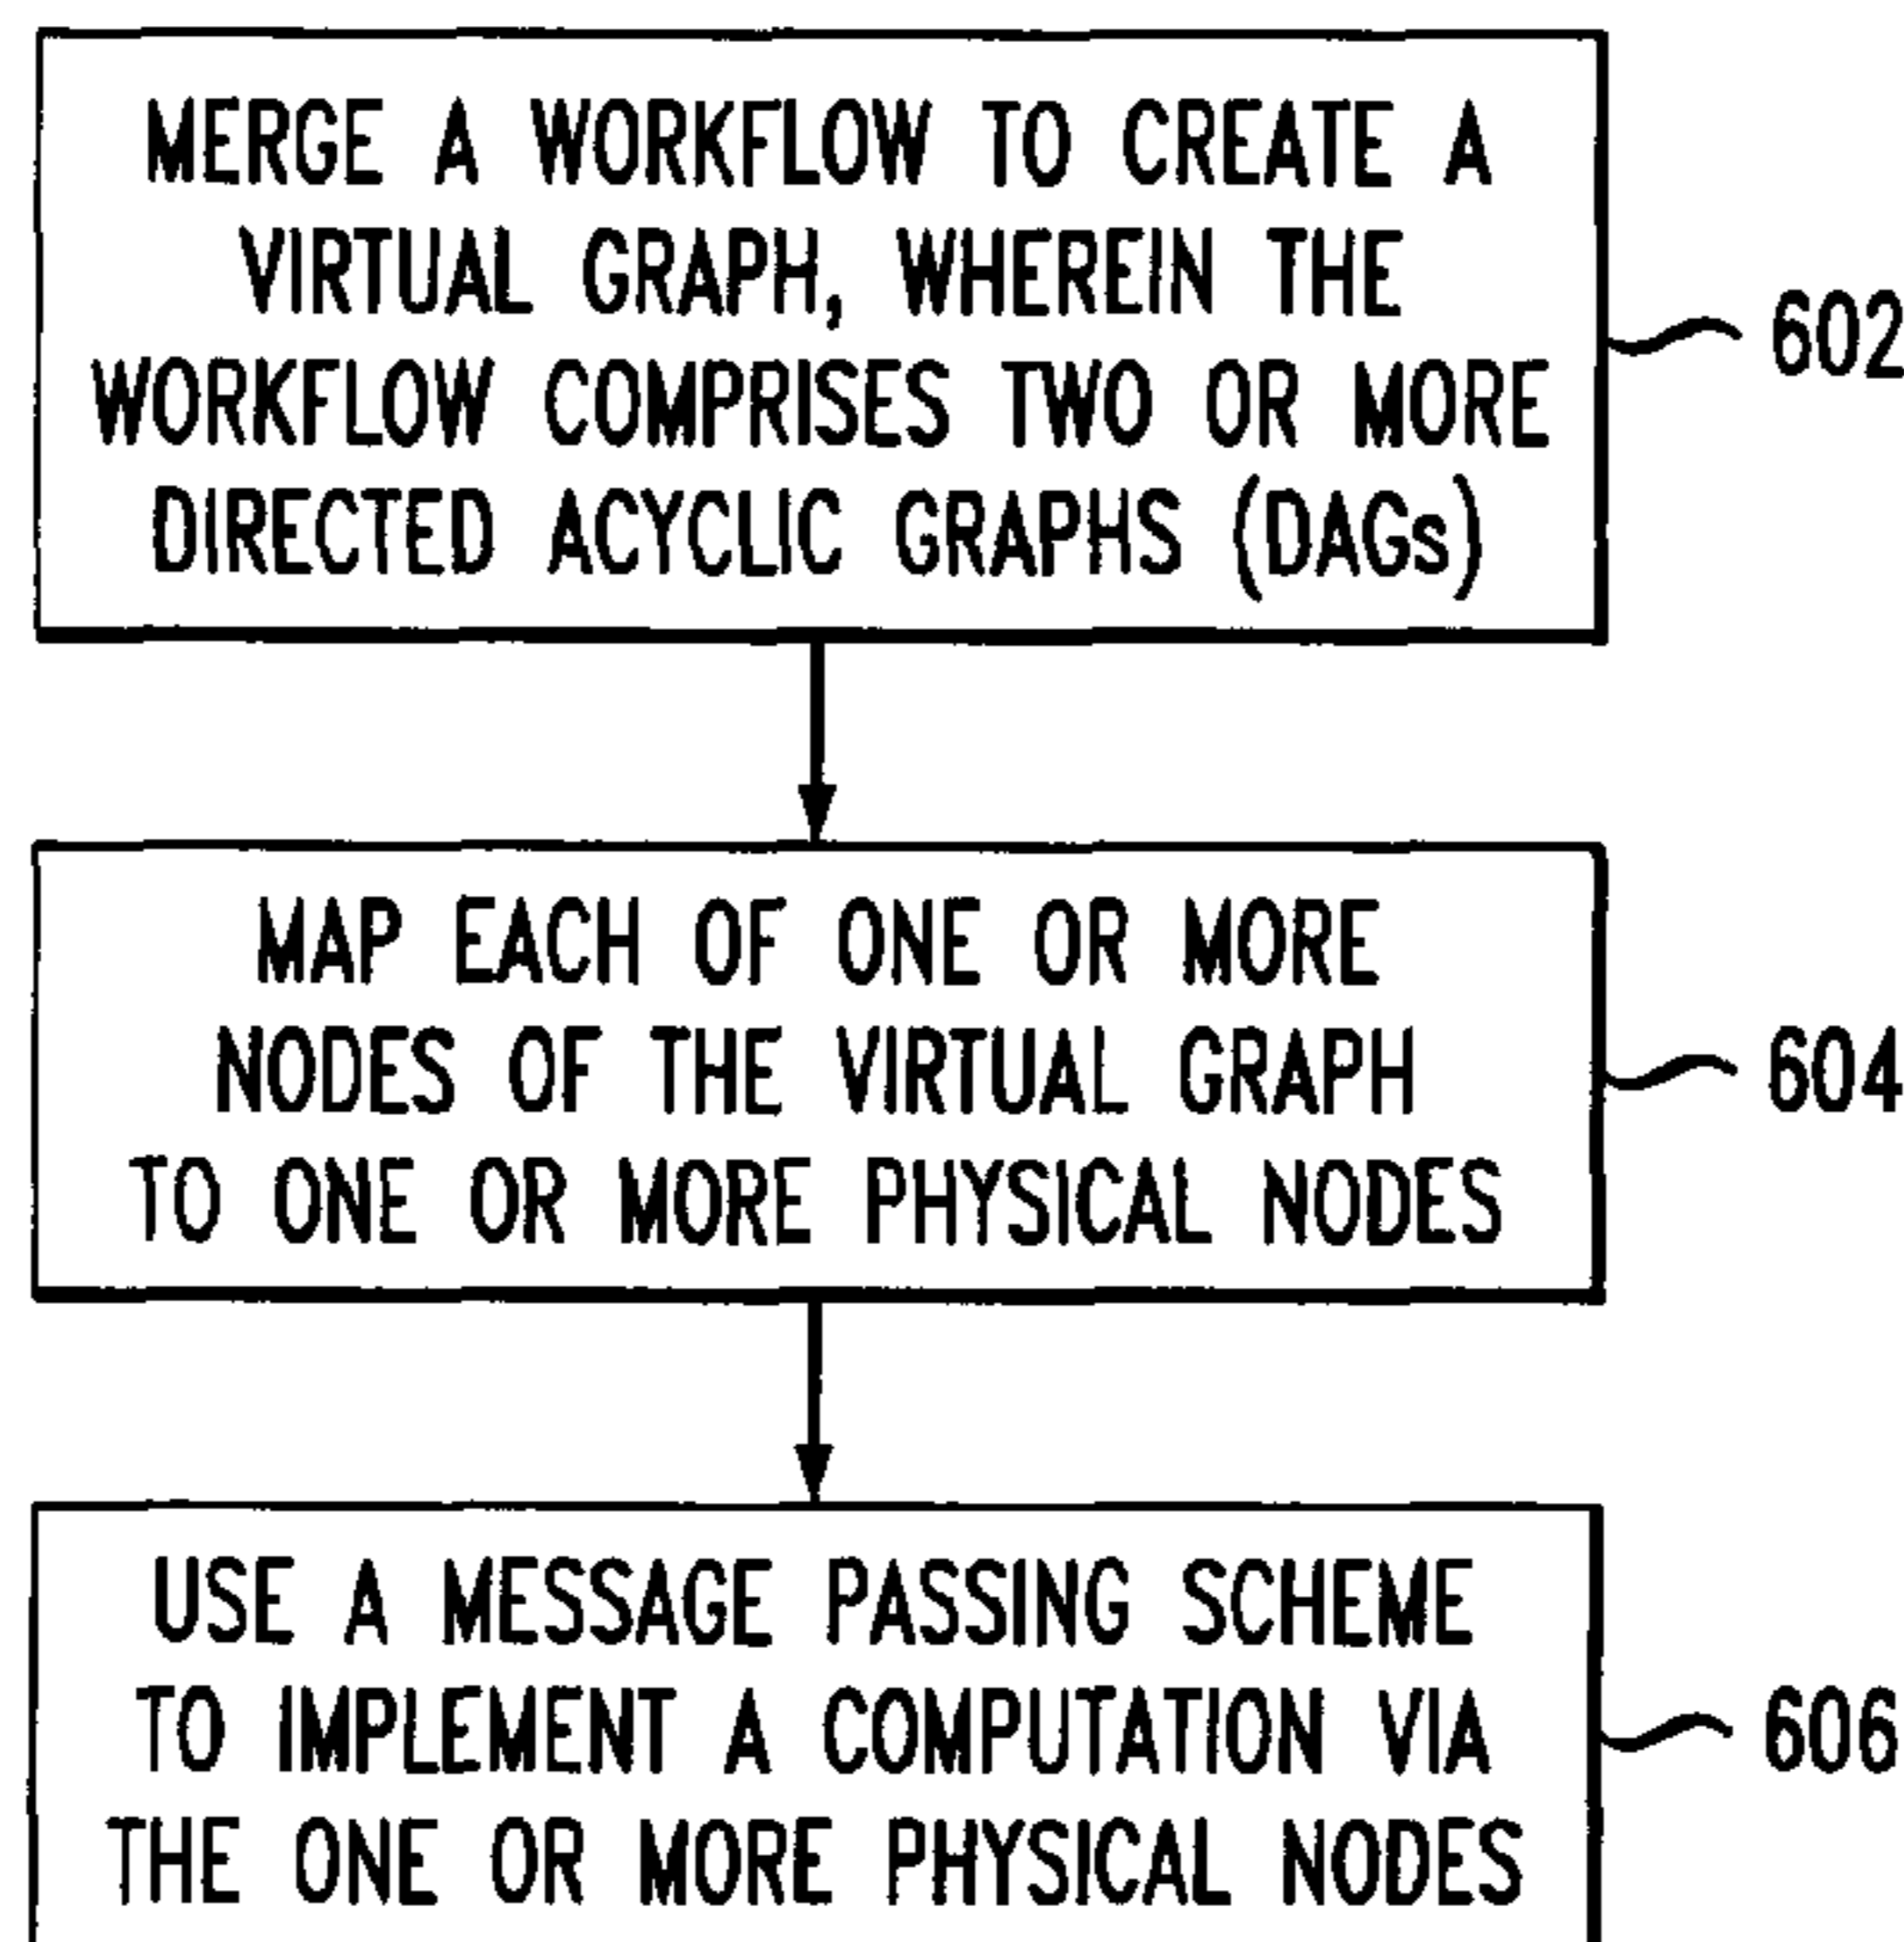 MERGE A WORKFLOW TO CREATE A
VIRTUAL GRAPH, WHEREIN THE
WORKFLOW COMPRISES TWO OR MORE
DIRECTED ACYCLIC GRAPHS (DAGs)
602
MAP EACH OF ONE OR MORE
NODES OF THE VIRTUAL GRAPH
TO ONE OR MORE PHYSICAL NODES
604
USE A MESSAGE PASSING SCHEME
TO IMPLEMENT A COMPUTATION VIA
THE ONE OR MORE PHYSICAL NODES
606